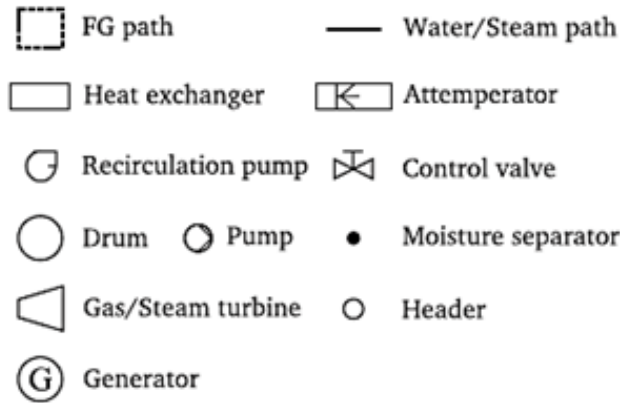 FG path Water/Steam path
Heat exchanger Attemperator
Recirculation pump Control valve
Drum Pump Moisture separator
Gas/Steam turbine Header
G Generator